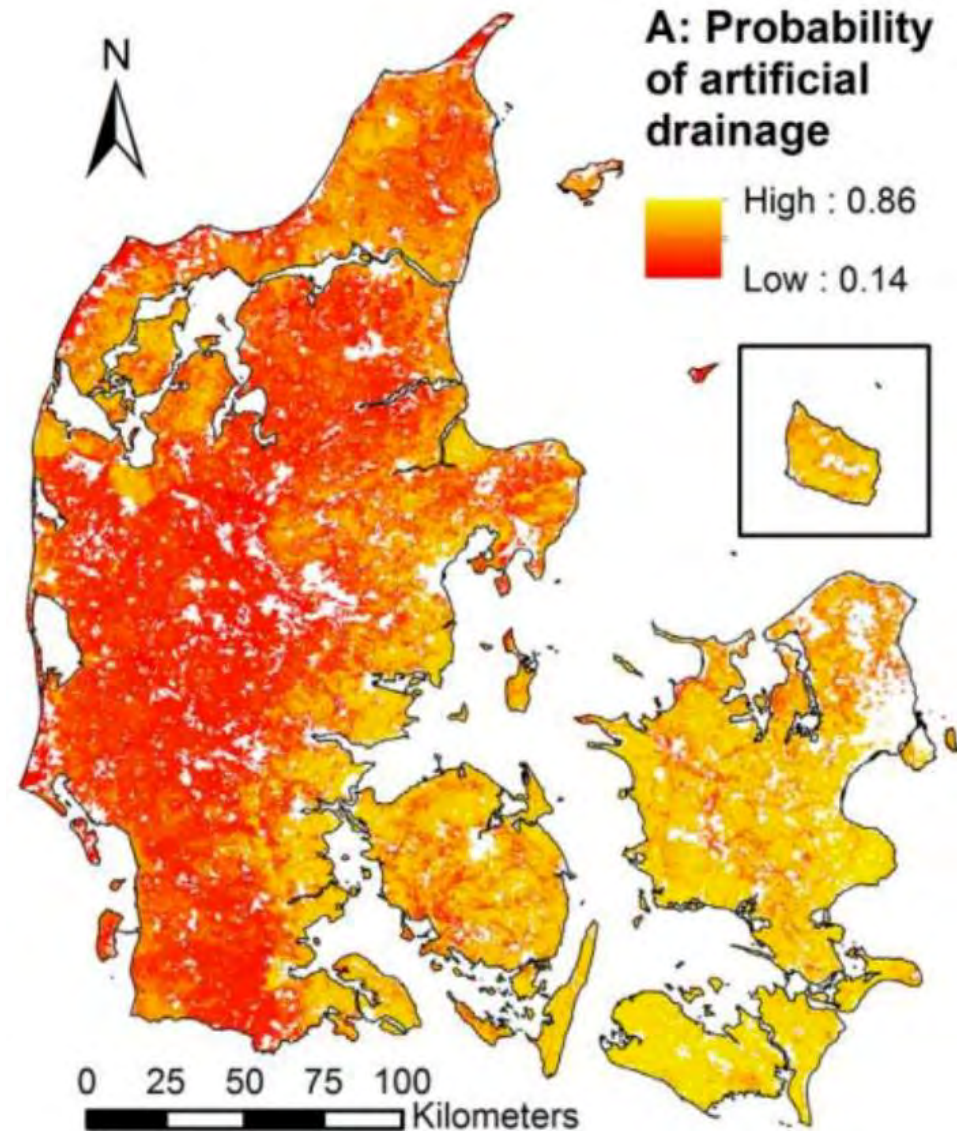 N
A: Probability
of artificial
drainage
High : 0.86
Low : 0.14
0 25 50 75 100
Kilometers